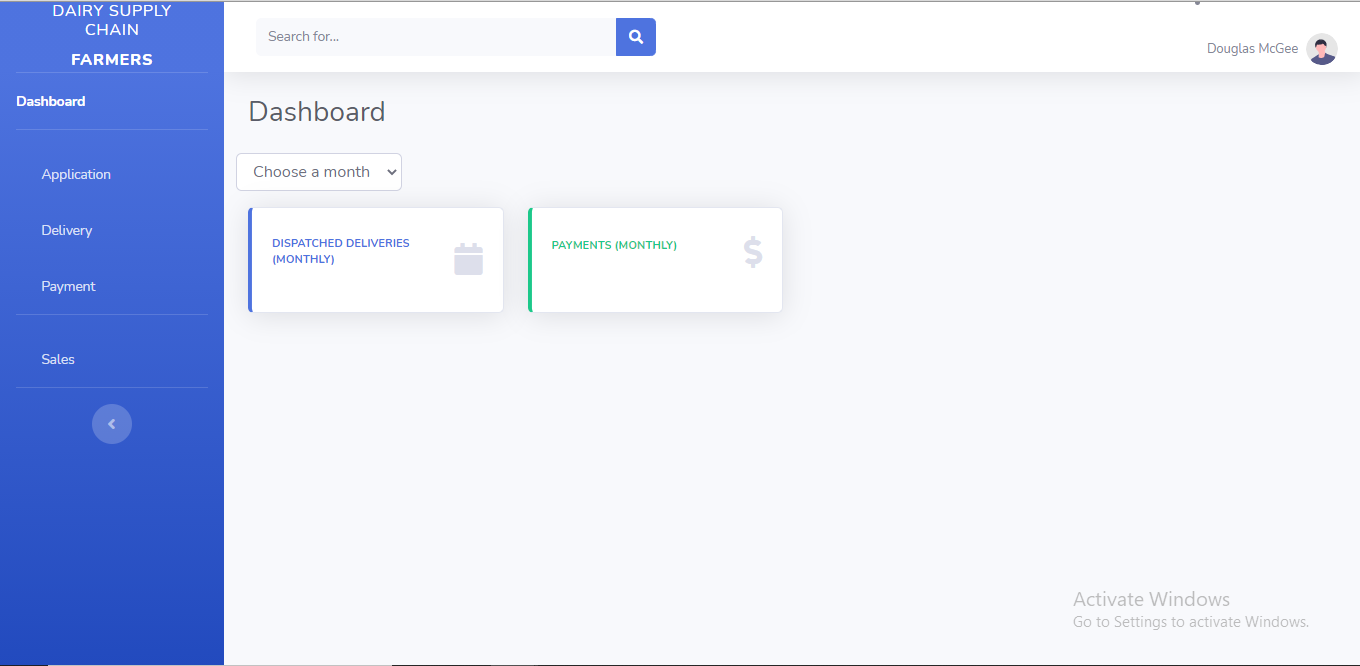 DAIRY SUPPLY
CHAIN
FARMERS
Dashboard
Application
Delivery
Payment
Sales
Search for...
Douglas McGee
Dashboard
Choose a month
DISPATCHED DELIVERIES
(MONTHLY)
PAYMENTS (MONTHLY)
$
Activate Windows
Go to Settings to activate Windows.